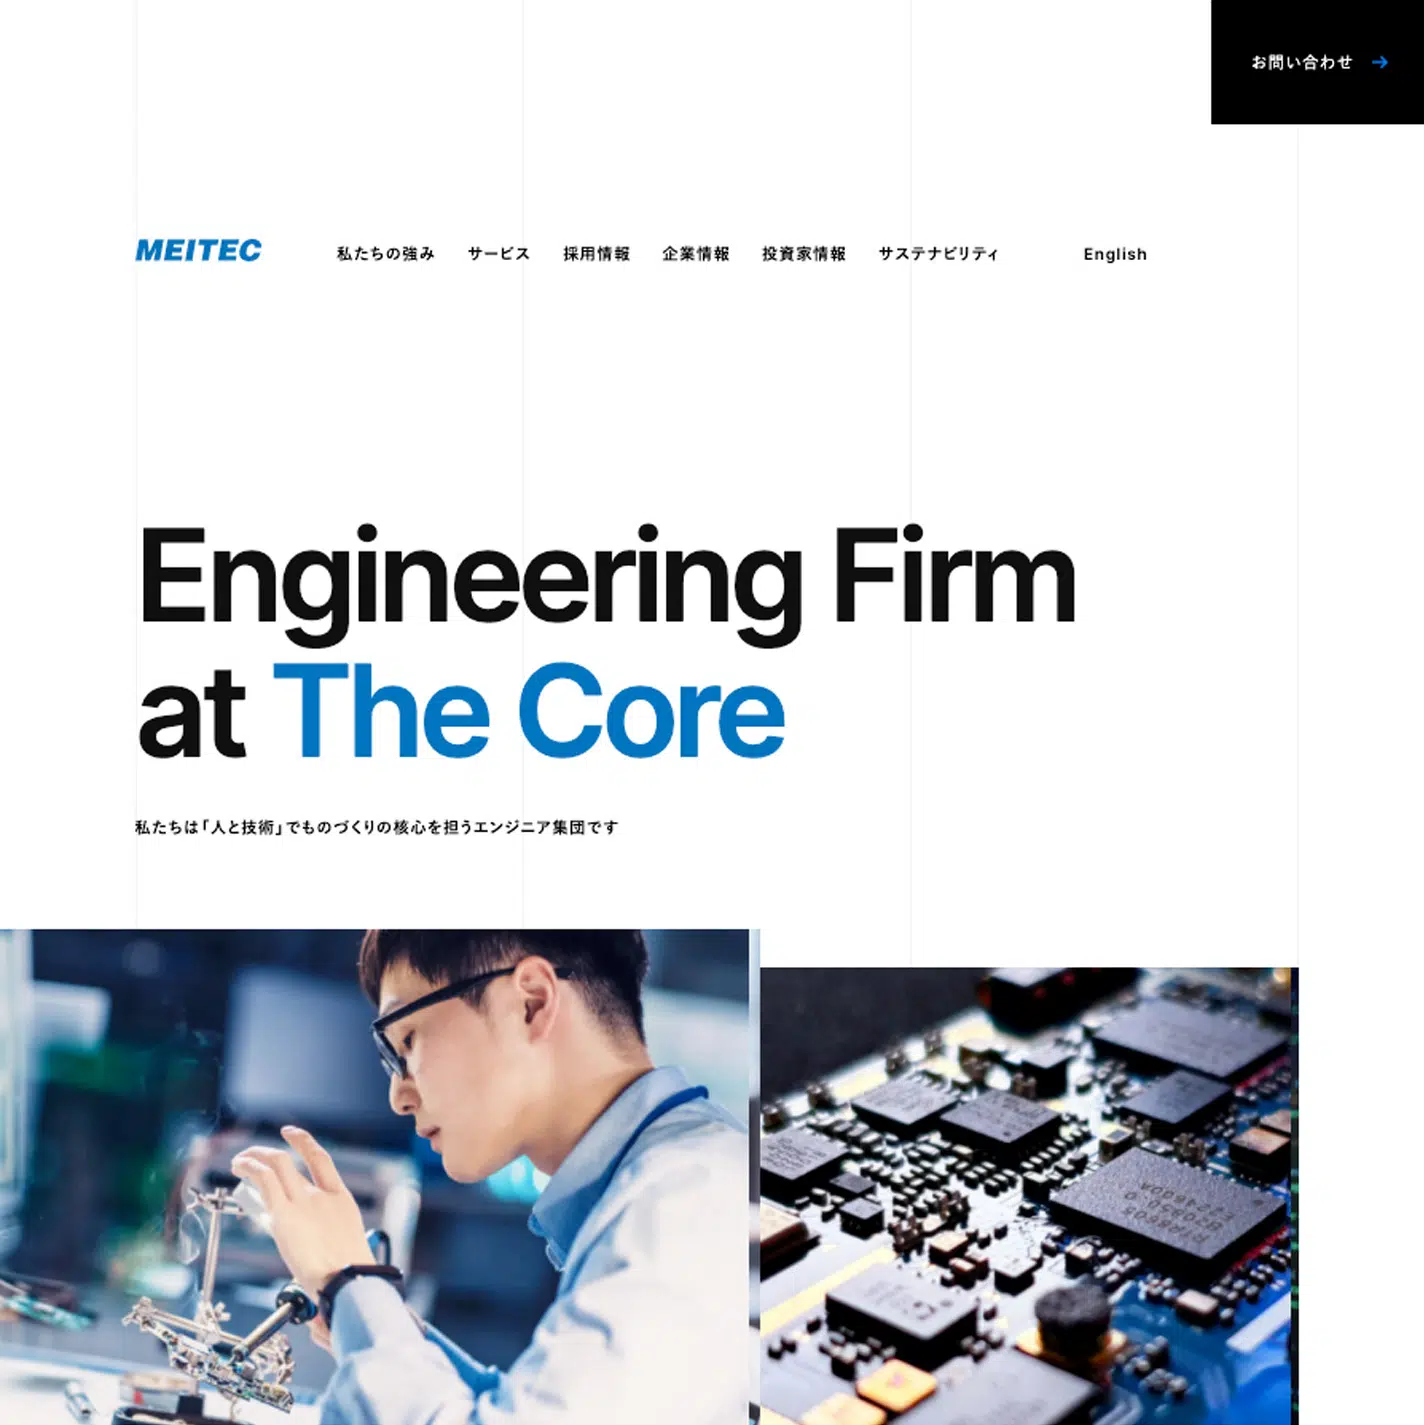 お問い合わせ
MEITEC
私たちの強み サービス 採用情報 企業情報 投資家情報 サステナビリティ English
Engineering Firm
at The Core
私たちは「人と技術」でものづくりの核心を担うエンジニア集団です